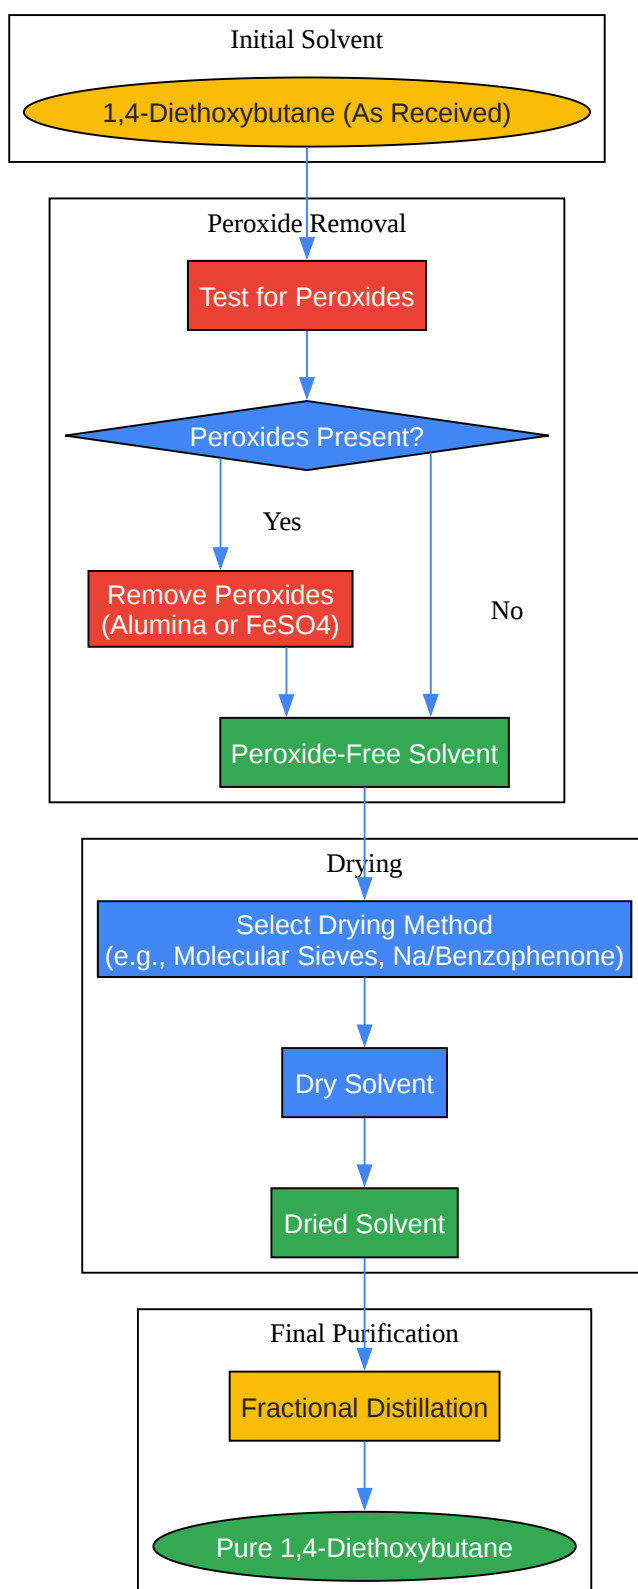 Initial Solvent
1,4-Diethoxybutane (As Received)
Peroxide Removal
Test for Peroxides
Peroxides Present?
Yes
Remove Peroxides
(Alumina or FeSO4)
No
Peroxide-Free Solvent
Drying
Select Drying Method
(e.g., Molecular Sieves, Na/Benzophenone)
Dry Solvent
Dried Solvent
Final Purification
Fractional Distillation
Pure 1,4-Diethoxybutane